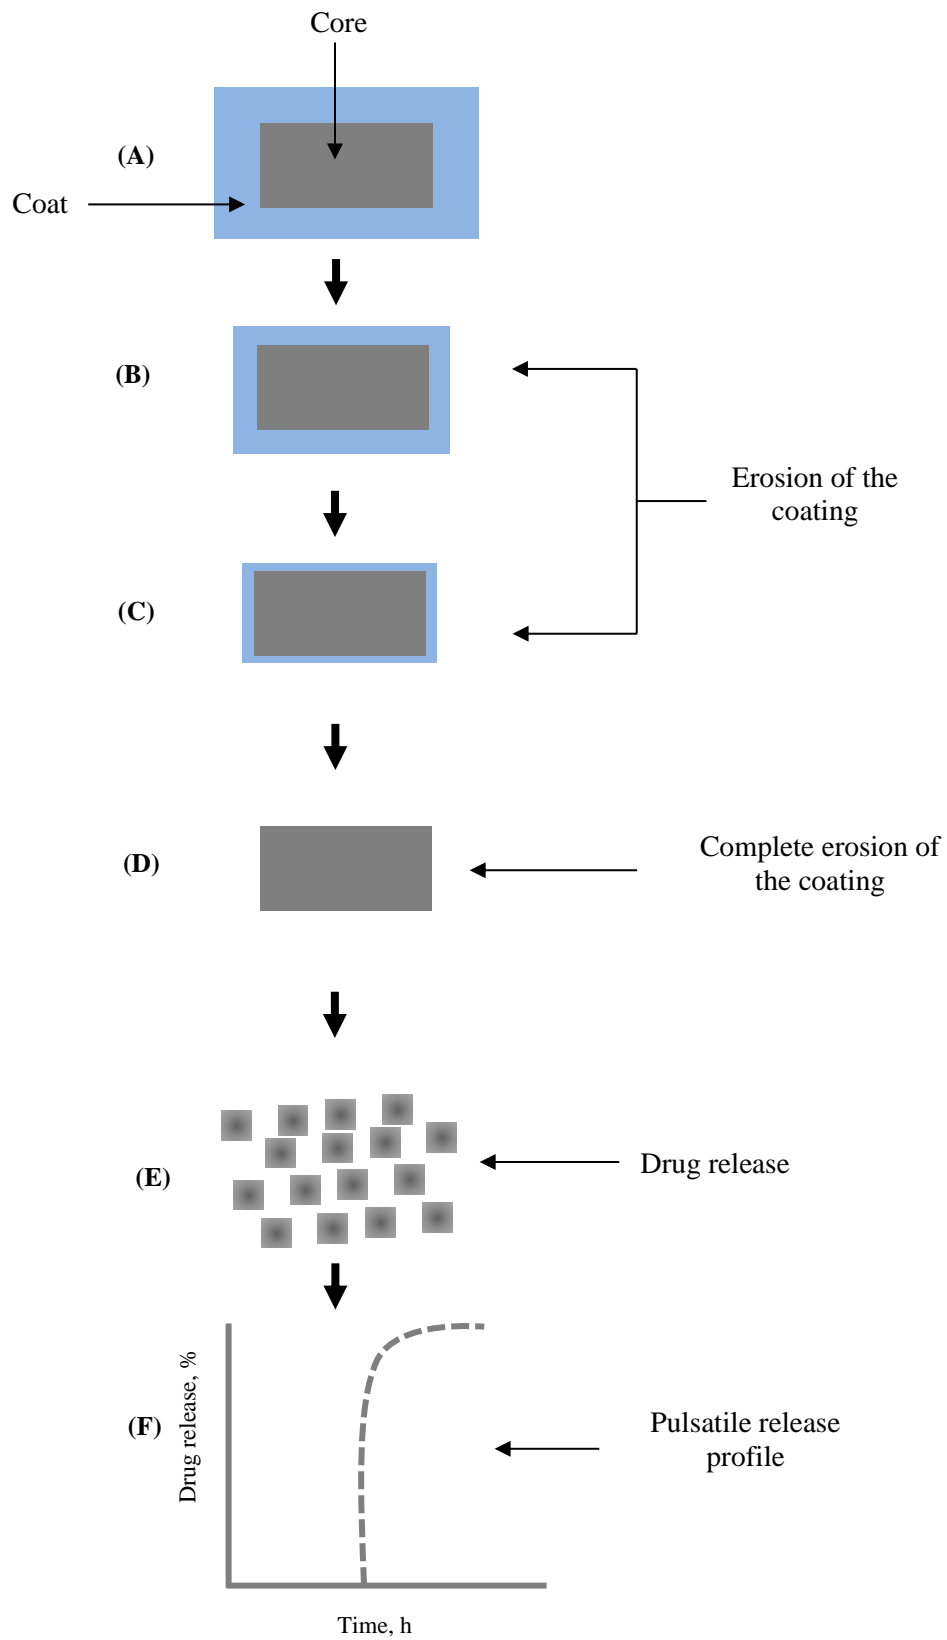 Core
(A)
Coat
(B)
Erosion of the
coating
(C)
(D)
Complete erosion of
the coating
(E)
Drug release
(F)
Drug release, %
Pulsatile release
profile
Time, h